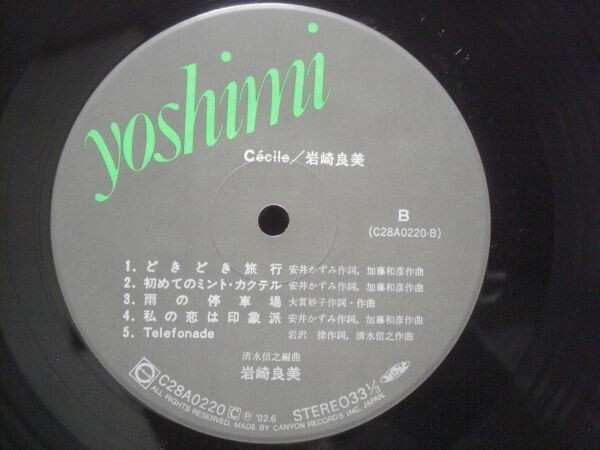 yoshimi
Cécile／岩崎良美
B
(C28A0220-B)
1. どきどき旅行 安井かずみ作詞, 加藤和彦作曲
2. 初めてのミント・カクテル 安井かずみ作詞, 加藤和彦作曲
3. 雨の停車場 大貫妙子作詞・作曲
4. 私の恋は印象派 安井かずみ作詞, 加藤和彦作曲
5. Telefonade 岩沢 律作詞, 清水信之作曲
清水信之編曲
岩崎良美
C28A0220 Ⓒ Ⓟ '82.6 STEREO 33 1/3
ALL RIGHTS RESERVED, MADE BY CANYON RECORDS INC. JAPAN.